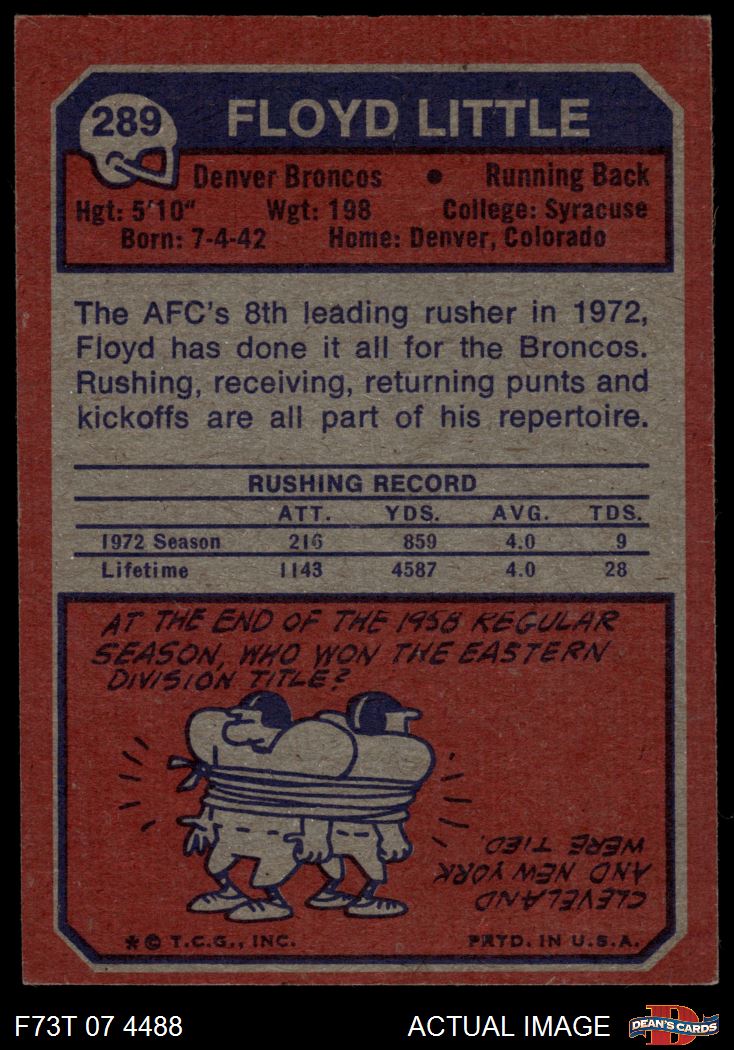 289
FLOYD LITTLE
Denver Broncos • Running Back
Hgt: 5'10" Wgt: 198 College: Syracuse
Born: 7-4-42 Home: Denver, Colorado
The AFC's 8th leading rusher in 1972,
Floyd has done it all for the Broncos.
Rushing, receiving, returning punts and
kickoffs are all part of his repertoire.
RUSHING RECORD
ATT. YDS. AVG. TDS.
1972 Season 216 859 4.0 9
Lifetime 1143 4587 4.0 28
AT THE END OF THE 1958 REGULAR
SEASON, WHO WON THE EASTERN
DIVISION TITLE?
CLEVELAND
AND NEW YORK
WERE TIED.
* © T.C.G., INC. PRTD. IN U.S.A.
F73T 07 4488 ACTUAL IMAGE DEAN'S CARDS